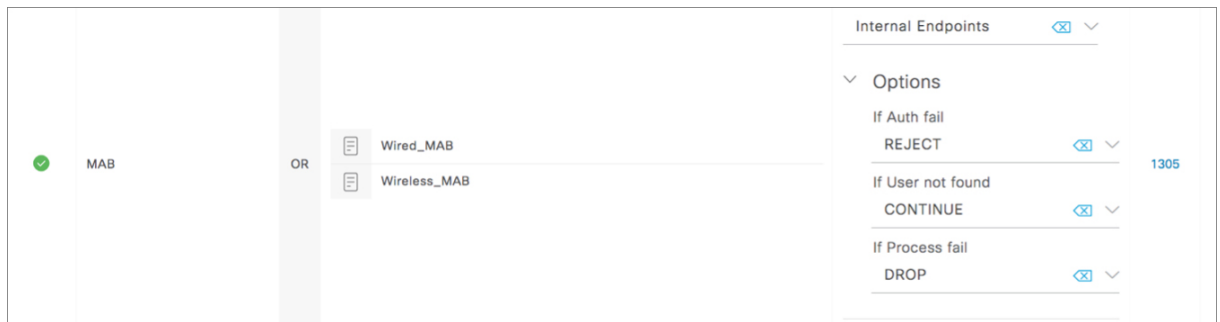 Internal Endpoints
Options
If Auth fail
REJECT
MAB
OR
Wired_MAB
Wireless_MAB
1305
If User not found
CONTINUE
If Process fail
DROP